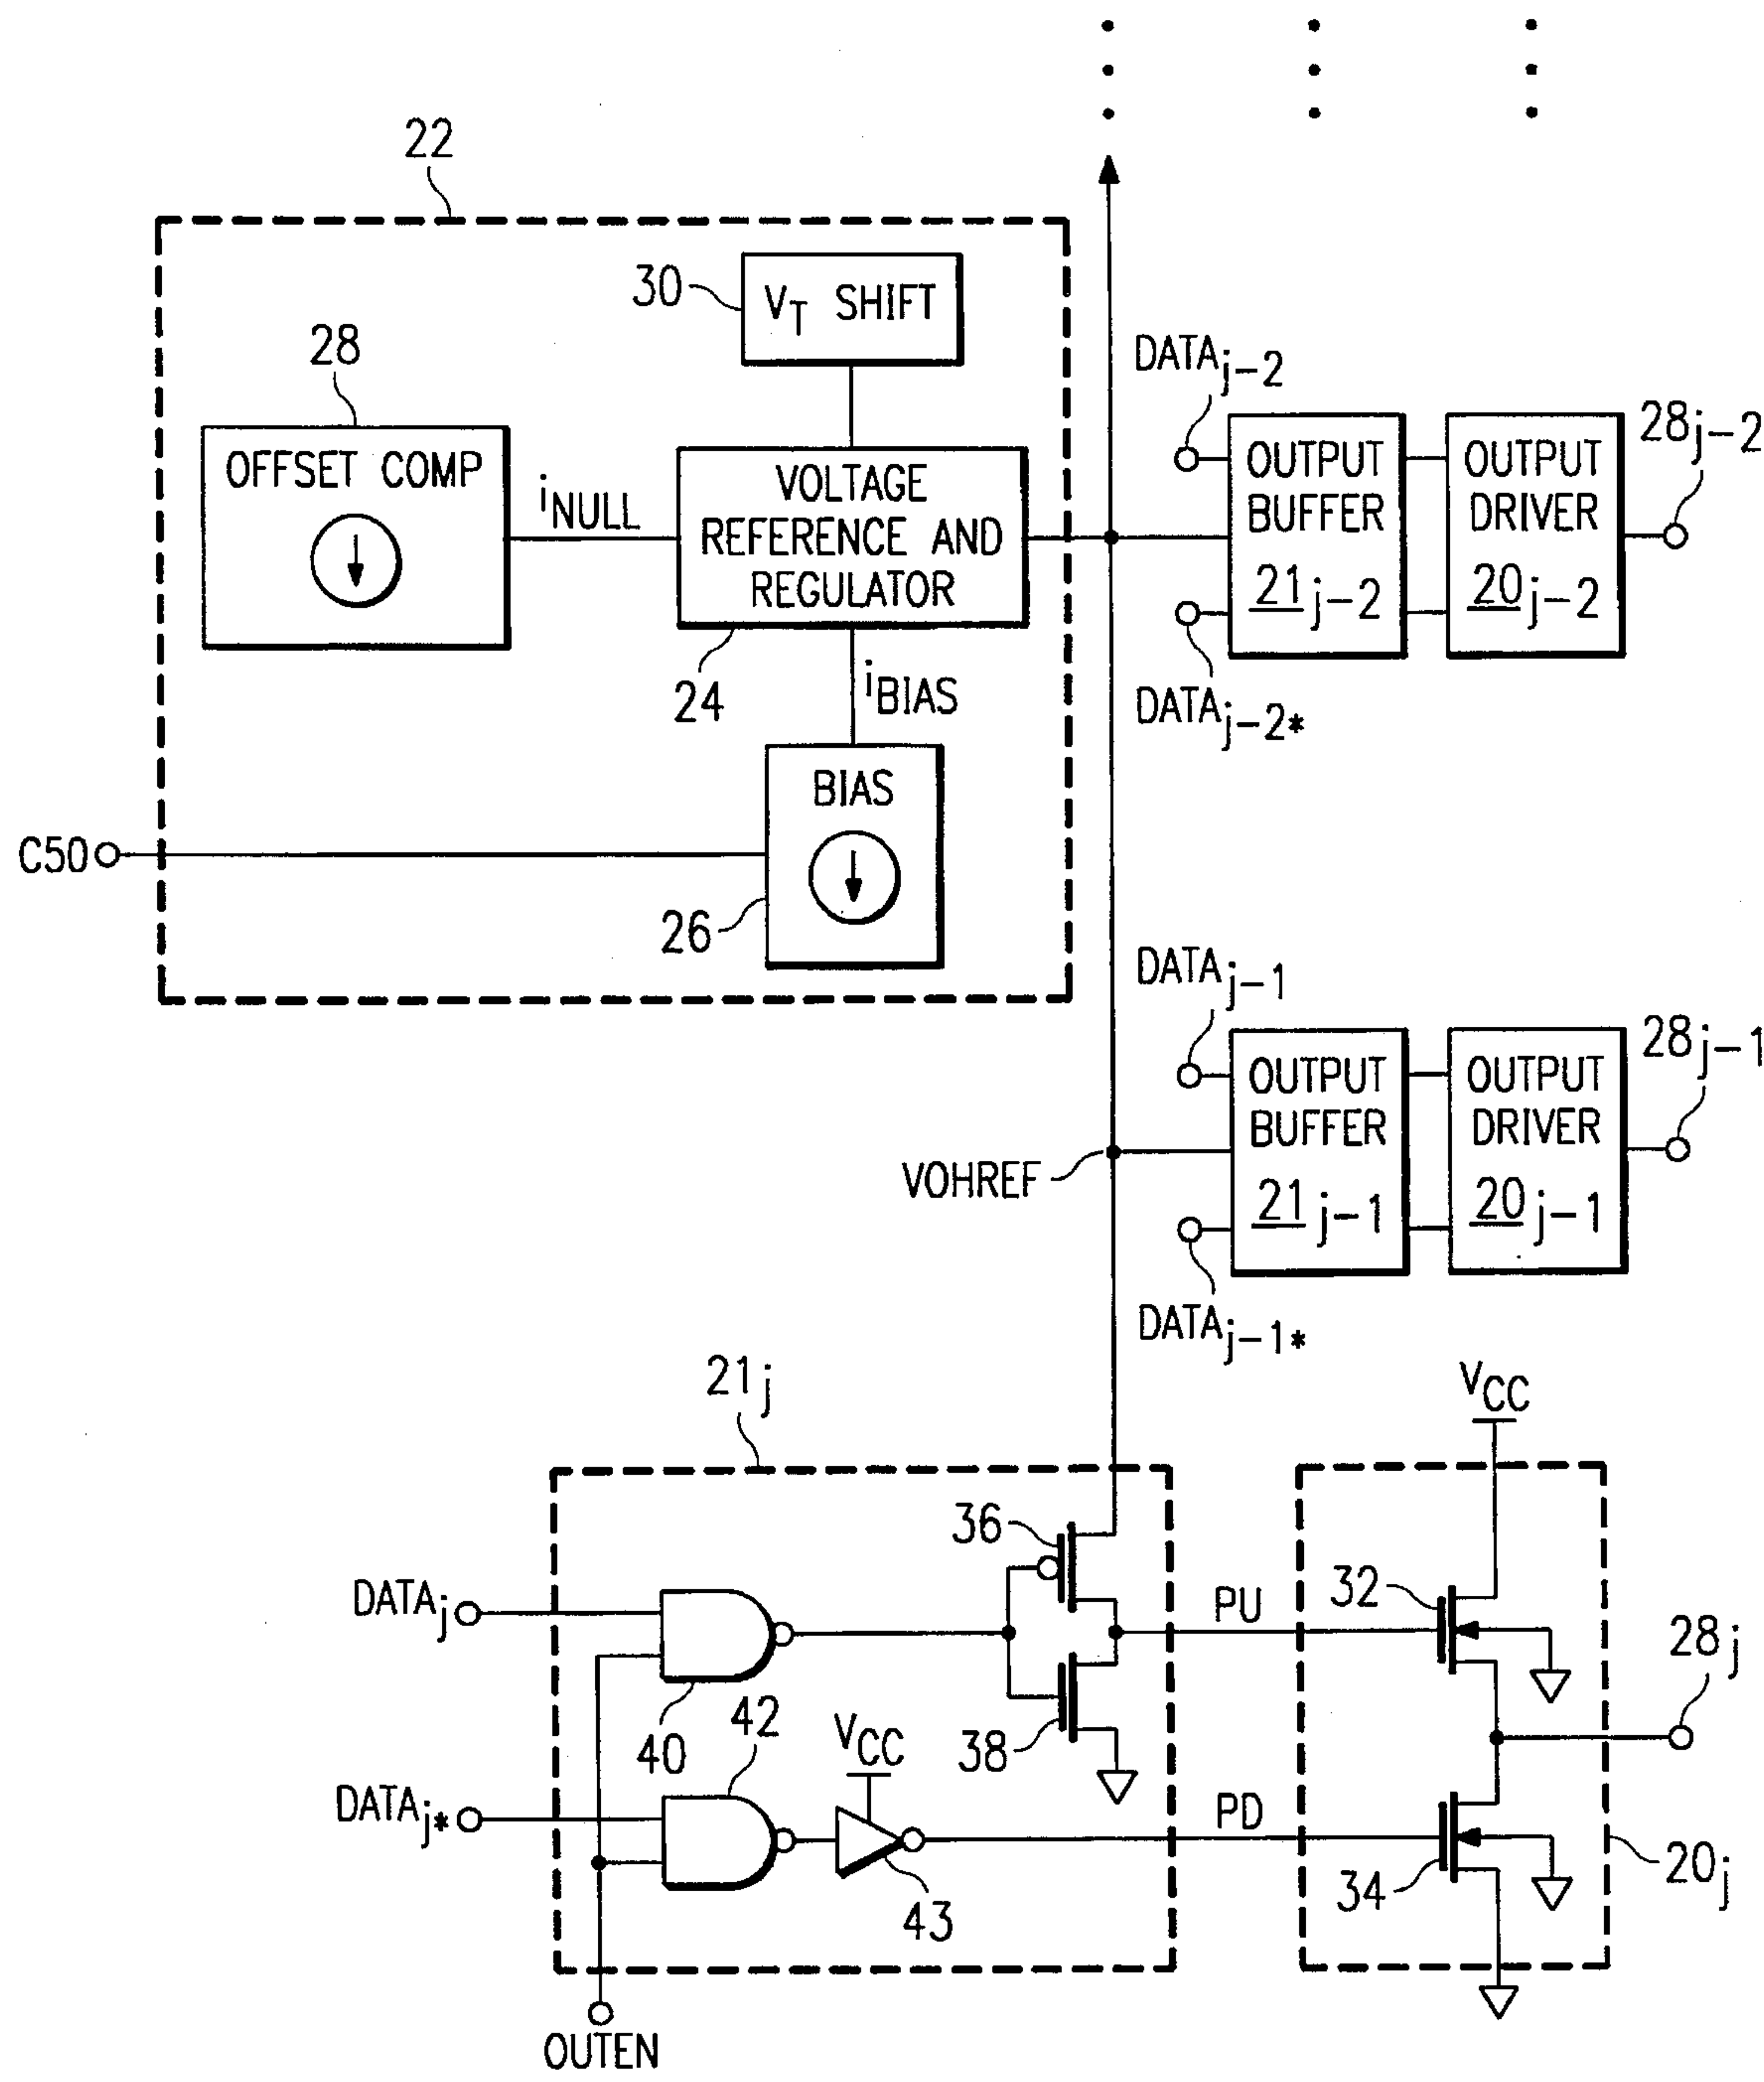 22
30
V_T SHIFT
28
OFFSET COMP
i_NULL
VOLTAGE
REFERENCE AND
REGULATOR
24
i_BIAS
BIAS
C50
26
DATA_j-2
OUTPUT
BUFFER
21_j-2
OUTPUT
DRIVER
20_j-2
28_j-2
DATA_j-2*
DATA_j-1
OUTPUT
BUFFER
21_j-1
OUTPUT
DRIVER
20_j-1
28_j-1
VOHREF
DATA_j-1*
21_j
V_CC
36
DATA_j
PU
32
28_j
40
42
V_CC
38
DATA_j*
PD
34
20_j
43
OUTEN